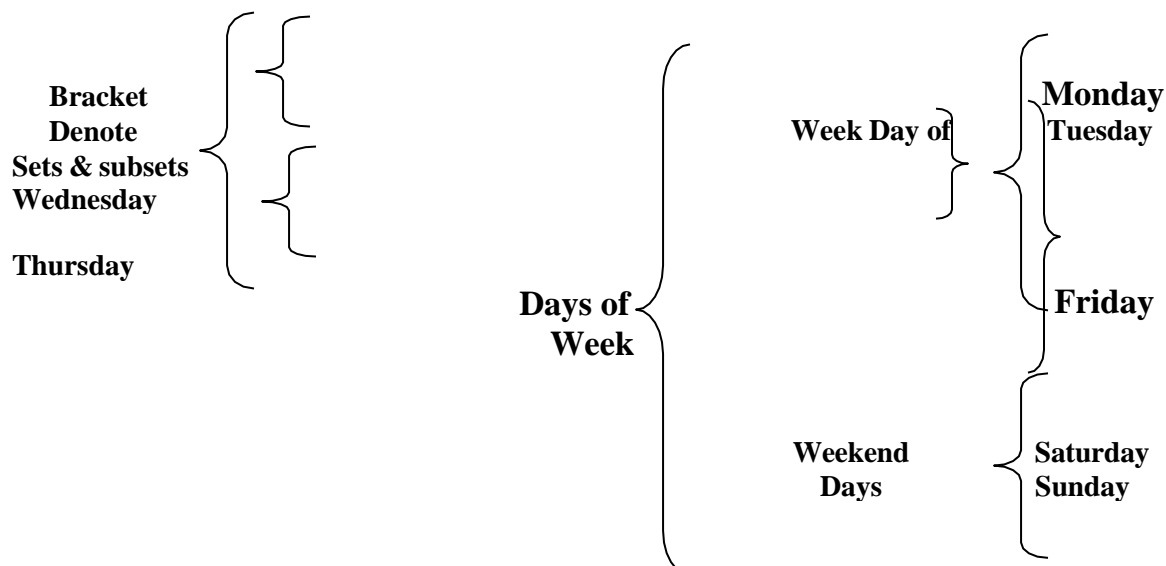 Bracket
Denote
Sets & subsets
Wednesday
Thursday
Days of
Week
Week Day of
Monday
Tuesday
Friday
Weekend
Days
Saturday
Sunday